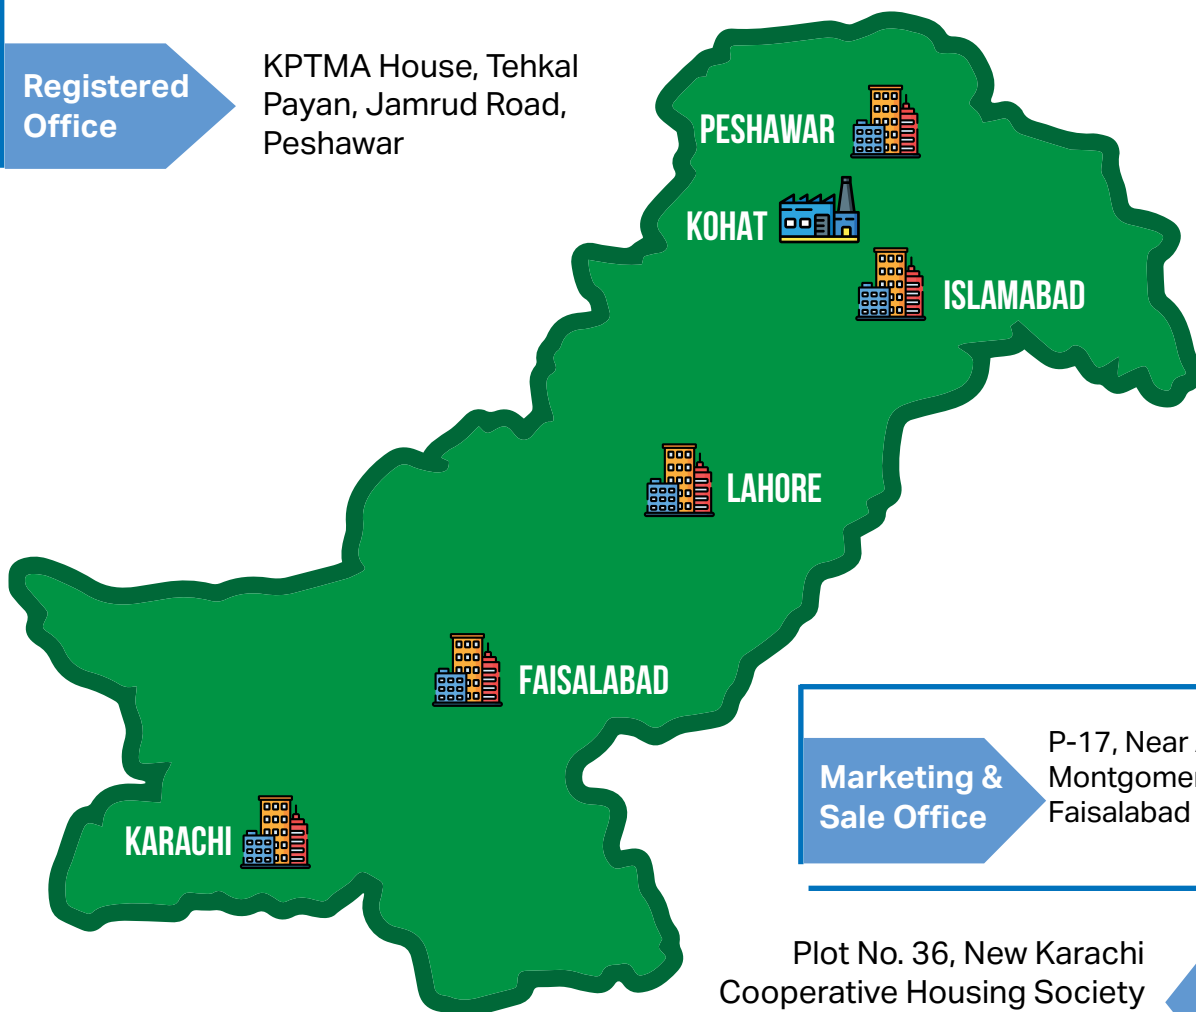 Registered
Office
KPTMA House, Tehkal
Payan, Jamrud Road,
Peshawar
PESHAWAR
KOHAT
ISLAMABAD
LAHORE
FAISALABAD
KARACHI
Marketing &
Sale Office
P-17, Near
Faisalabad
Plot No. 36, New Karachi
Cooperative Housing Society